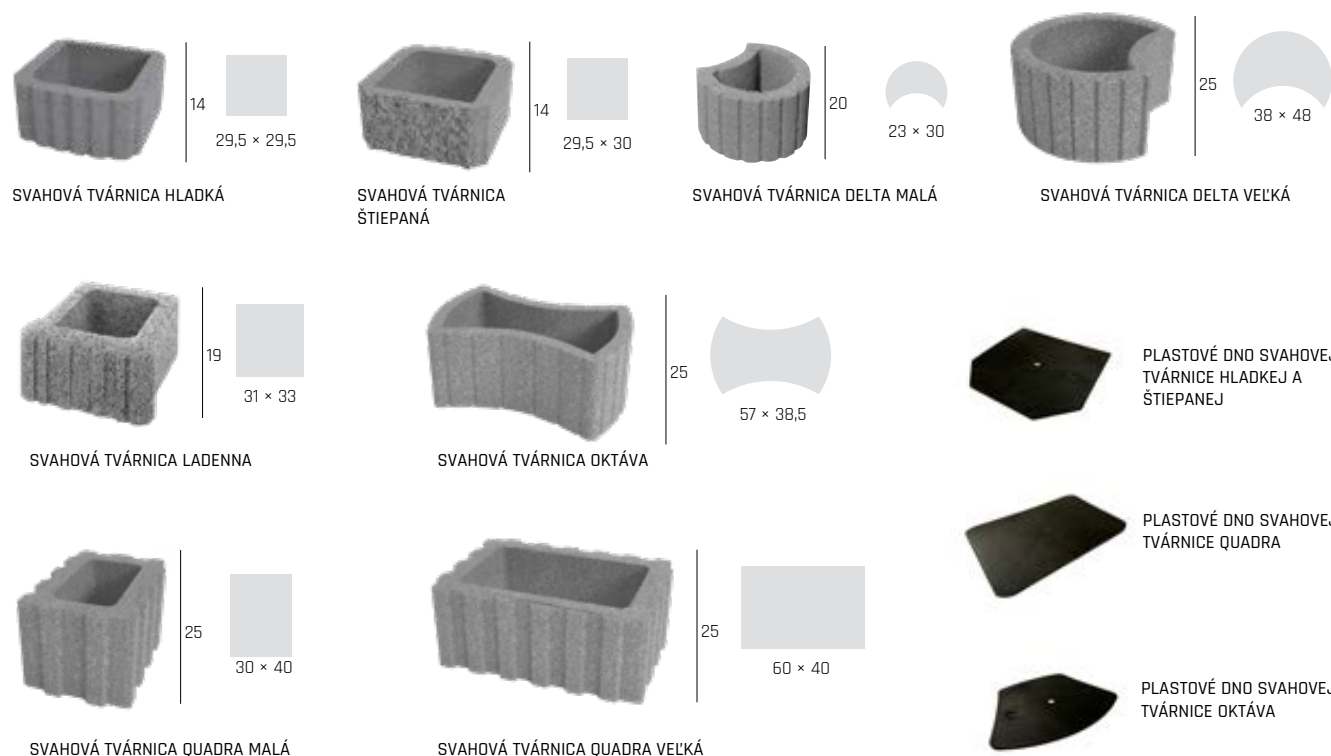 14
29,5 × 29,5
SVAHOVÁ TVÁRNICA HLADKÁ
14
29,5 × 30
SVAHOVÁ TVÁRNICA
ŠTIEPANÁ
20
23 × 30
SVAHOVÁ TVÁRNICA DELTA MALÁ
25
38 × 48
SVAHOVÁ TVÁRNICA DELTA VEĽKÁ
19
31 × 33
SVAHOVÁ TVÁRNICA LADENNA
25
57 × 38,5
SVAHOVÁ TVÁRNICA OKTÁVA
PLASTOVÉ DNO SVAHOVEJ
TVÁRNICE HLADKEJ A
ŠTIEPANEJ
PLASTOVÉ DNO SVAHOVEJ
TVÁRNICE QUADRA
25
30 × 40
SVAHOVÁ TVÁRNICA QUADRA MALÁ
25
60 × 40
SVAHOVÁ TVÁRNICA QUADRA VEĽKÁ
PLASTOVÉ DNO SVAHOVEJ
TVÁRNICE OKTÁVA